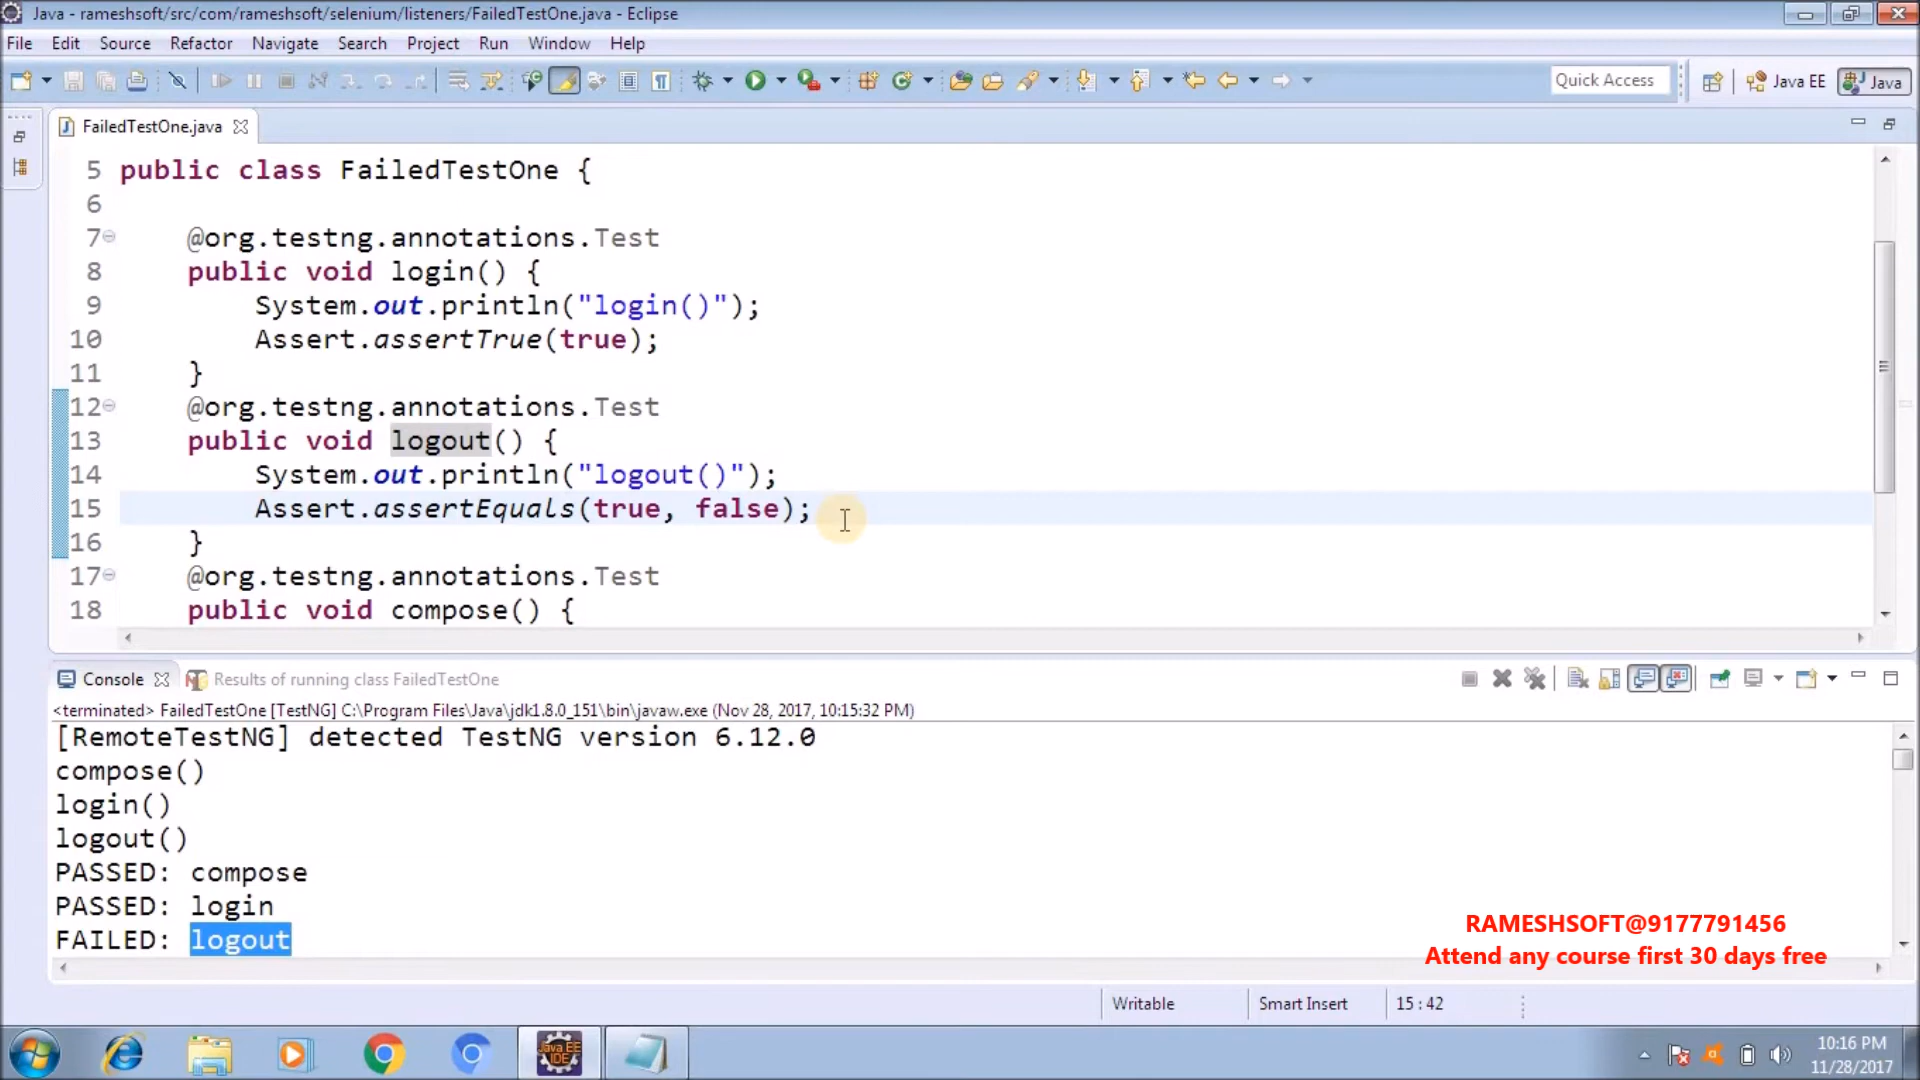 Java - rameshsoft/src/com/rameshsoft/selenium/listeners/FailedTestOne.java - Eclipse
File Edit Source Refactor Navigate Search Project Run Window Help
Quick Access Java EE Java
FailedTestOne.java
5 public class FailedTestOne {
6
7 @org.testng.annotations.Test
8 public void login() {
9 System.out.println("login()");
10 Assert.assertTrue(true);
11 }
12 @org.testng.annotations.Test
13 public void logout() {
14 System.out.println("logout()");
15 Assert.assertEquals(true, false);
16 }
17 @org.testng.annotations.Test
18 public void compose() {
Console Results of running class FailedTestOne
<terminated> FailedTestOne [TestNG] C:\Program Files\Java\jdk1.8.0_151\bin\javaw.exe (Nov 28, 2017, 10:15:32 PM)
[RemoteTestNG] detected TestNG version 6.12.0
compose()
login()
logout()
PASSED: compose
PASSED: login
FAILED: logout
RAMESHSOFT@9177791456
Attend any course first 30 days free
Writable Smart Insert 15 : 42
Java EE
IDE
10:16 PM
11/28/2017